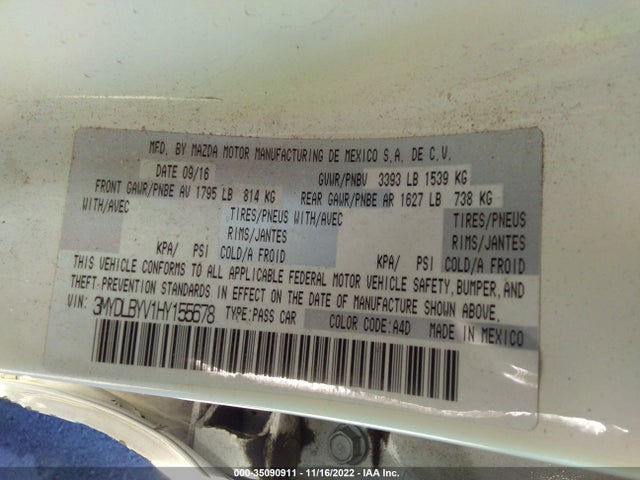 MFD. BY MAZDA MOTOR MANUFACTURING DE MEXICO S.A. DE C.V.
DATE 09/16 GVWR/PNBV 3393 LB 1539 KG
FRONT GAWR/PNBE AV 1795 LB 814 KG REAR GAWR/PNBE AR 1627 LB 738 KG
WITH/AVEC TIRES/PNEUS WITH/AVEC TIRES/PNEUS
RIMS/JANTES RIMS/JANTES
KPA/ PSI COLD/A FROID KPA/ PSI COLD/A FROID
THIS VEHICLE CONFORMS TO ALL APPLICABLE FEDERAL MOTOR VEHICLE SAFETY, BUMPER, AND
THEFT PREVENTION STANDARDS IN EFFECT ON THE DATE OF MANUFACTURE SHOWN ABOVE.
VIN: 3MYDLBYV1HY155678 TYPE:PASS CAR COLOR CODE:A4D MADE IN MEXICO
000-35090911 - 11/16/2022 - IAA Inc.